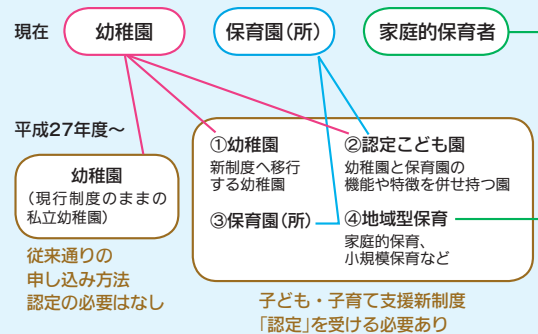 現在
幼稚園
保育園（所）
家庭的保育者
平成27年度～
幼稚園
（現行制度のままの
私立幼稚園）
従来通りの
申し込み方法
認定の必要はなし
①幼稚園
新制度へ移行
する幼稚園
②認定こども園
幼稚園と保育園の
機能や特徴を併せ持つ園
③保育園（所）
④地域型保育
家庭的保育、
小規模保育など
子ども・子育て支援新制度
「認定」を受ける必要あり